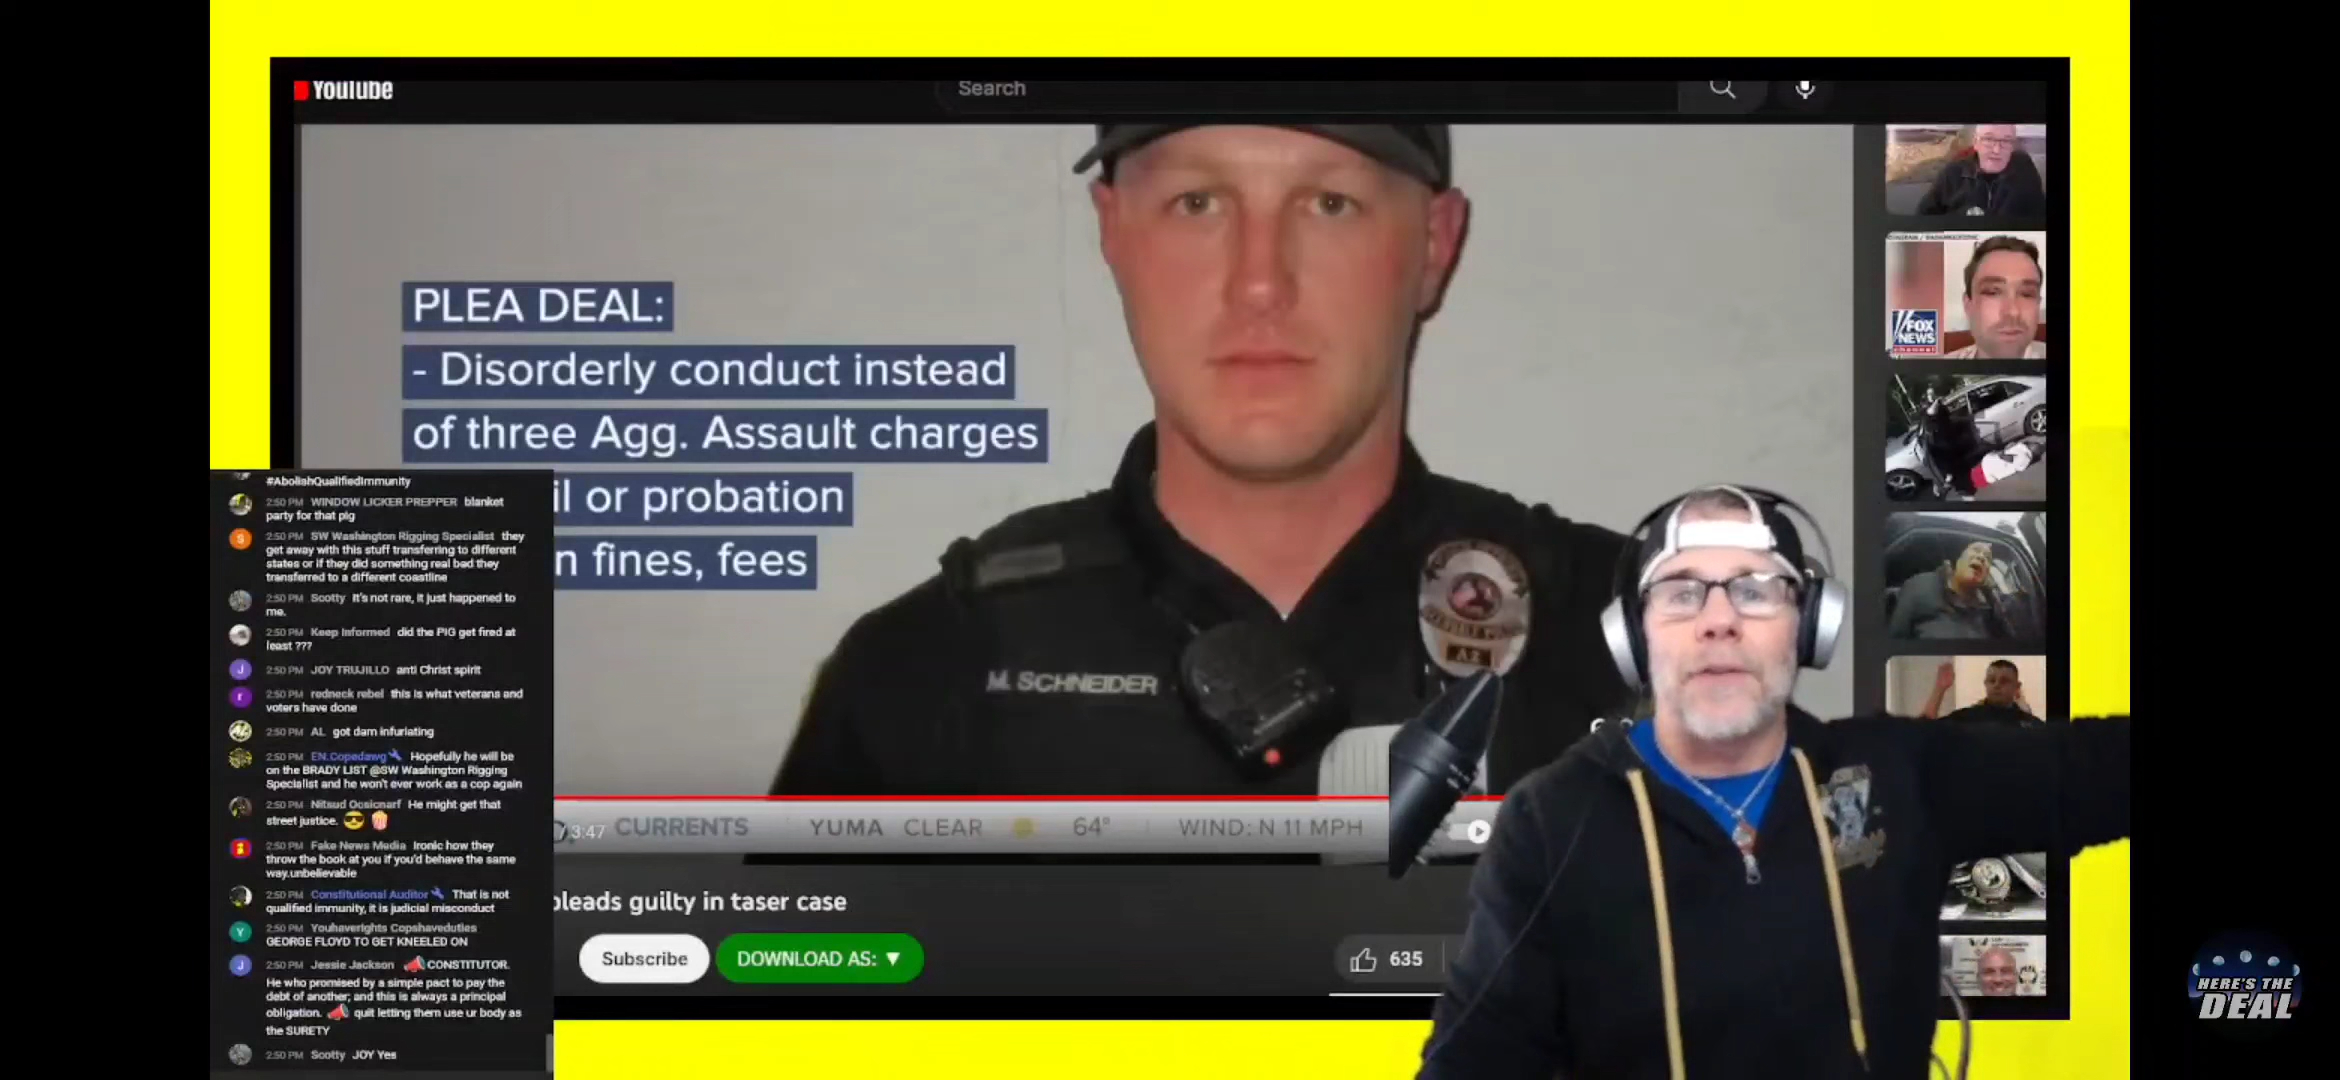 YouTube
Search
PLEA DEAL:
- Disorderly conduct instead
of three Agg. Assault charges
il or probation
n fines, fees
M. SCHNEIDER
AZ
FOX
NEWS
channel
#AbolishQualifiedImmunity
2:50 PM WINDOW LICKER PREPPER blanket
party for that pig
S
2:50 PM SW Washington Rigging Specialist they
get away with this stuff transferring to different
states or if they did something real bad they
transferred to a different coastline
2:50 PM Scotty It's not rare, it just happened to
me.
2:50 PM Keep Informed did the PIG get fired at
least ???
J
2:50 PM JOY TRUJILLO anti Christ spirit
r
2:50 PM redneck rebel this is what veterans and
voters have done
2:50 PM AL got dam infuriating
2:50 PM EN.Copedawg Hopefully he will be
on the BRADY LIST @SW Washington Rigging
Specialist and he won't ever work as a cop again
2:50 PM Nitsud Ocsicnarf He might get that
street justice. 😎 🍿
2:50 PM Fake News Media Ironic how they
throw the book at you if you'd behave the same
way.unbelievable
2:50 PM Constitutional Auditor That is not
qualified immunity, it is judicial misconduct
Y
2:50 PM Youhaverights Copshaveduties
GEORGE FLOYD TO GET KNEELED ON
J
2:50 PM Jessie Jackson 📣CONSTITUTOR.
He who promised by a simple pact to pay the
debt of another; and this is always a principal
obligation. 📣 quit letting them use ur body as
the SURETY
2:50 PM Scotty JOY Yes
/ 3:47 CURRENTS YUMA CLEAR 64° WIND: N 11 MPH
pleads guilty in taser case
Subscribe DOWNLOAD AS: ▼ 635
HERE'S THE
DEAL